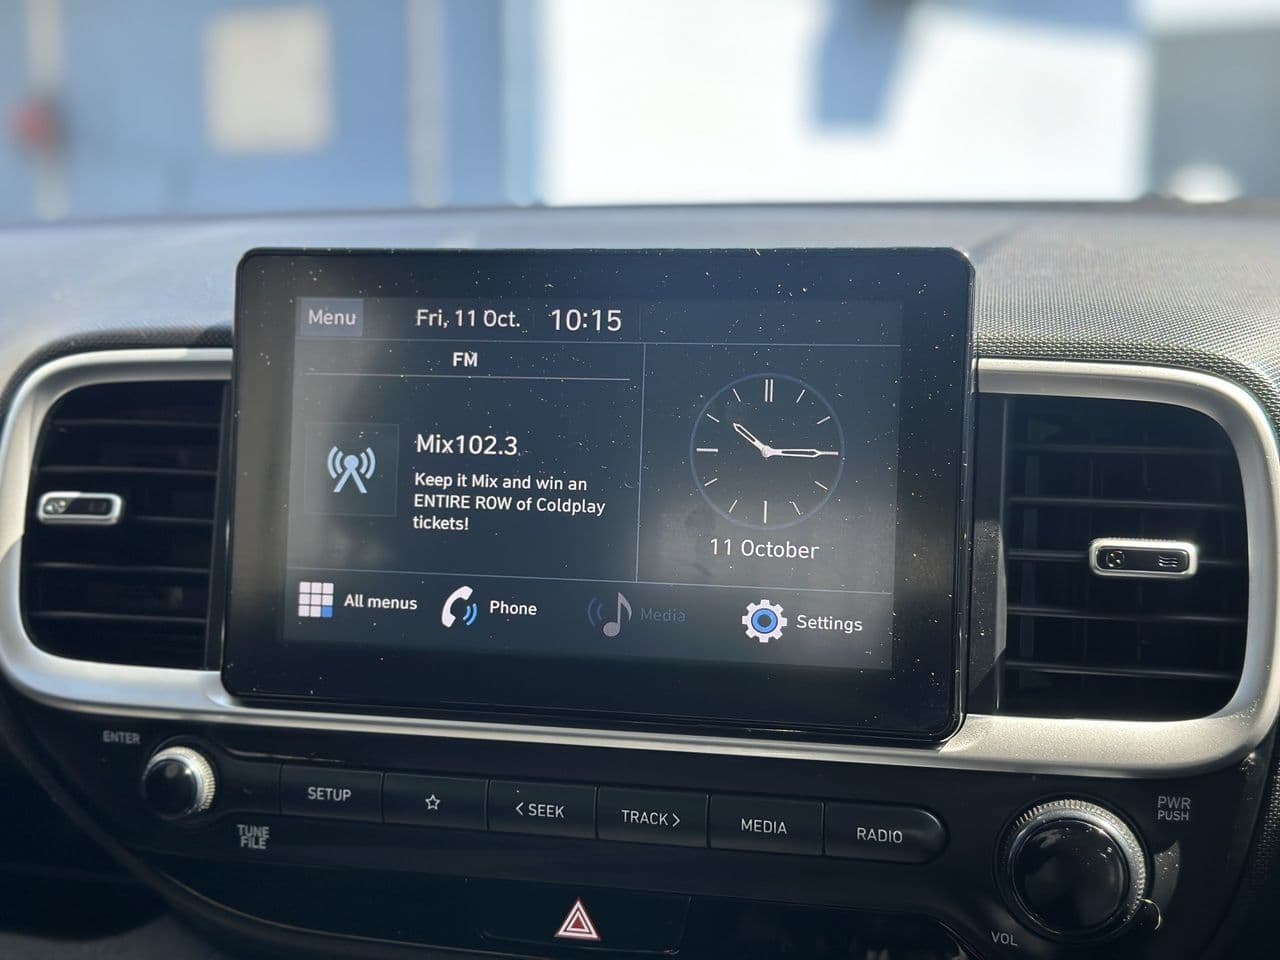 Menu Fri, 11 Oct. 10:15
FM
Mix102.3
Keep it Mix and win an
ENTIRE ROW of Coldplay
tickets!
11 October
All menus Phone Media Settings
ENTER
SETUP
< SEEK
TRACK >
MEDIA
RADIO
PWR
PUSH
TUNE
FILE
VOL